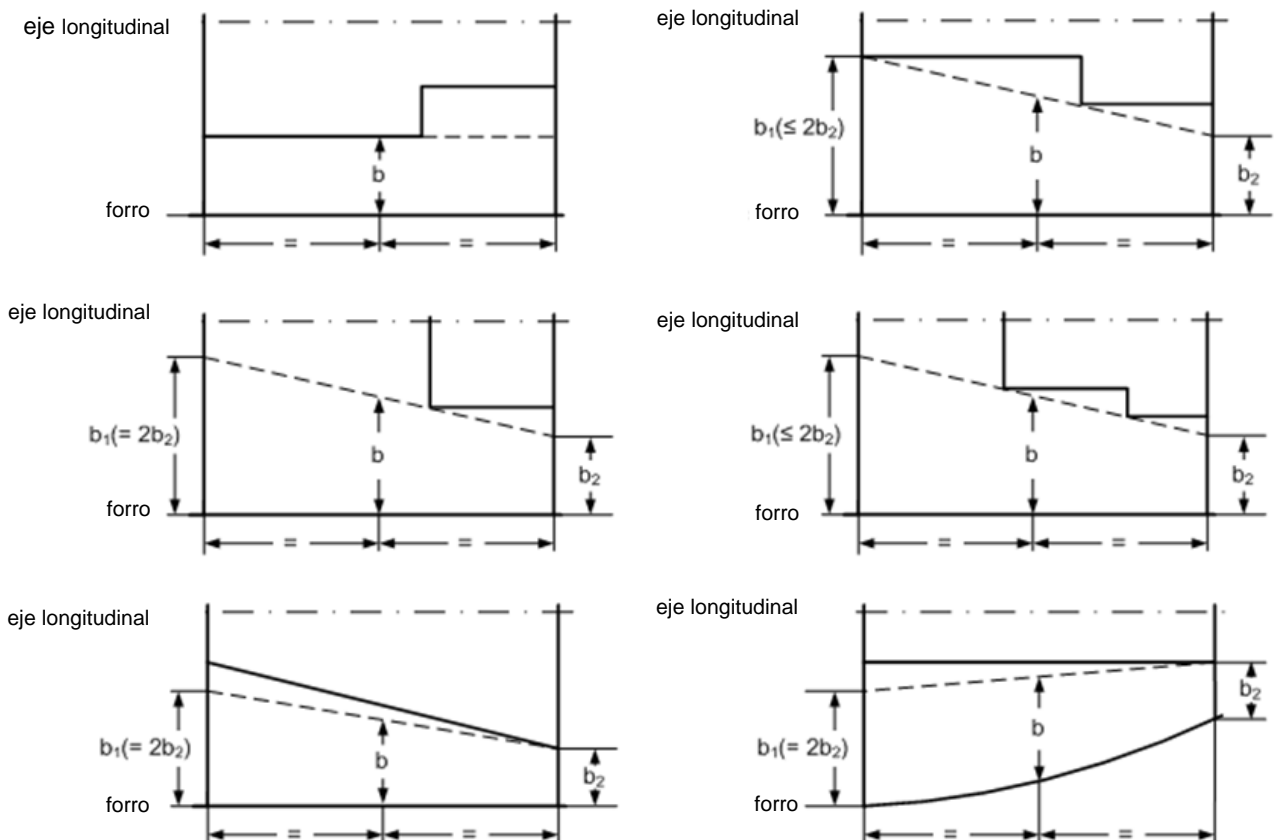 eje longitudinal
b
forro
= =
eje longitudinal
b₁(≤ 2b₂)
b
b₂
forro
= =
eje longitudinal
b₁(= 2b₂)
b
b₂
forro
= =
eje longitudinal
b₁(≤ 2b₂)
b
b₂
forro
= =
eje longitudinal
b₁(= 2b₂)
b
b₂
forro
= =
eje longitudinal
b₂
b
b₁(= 2b₂)
forro
= =